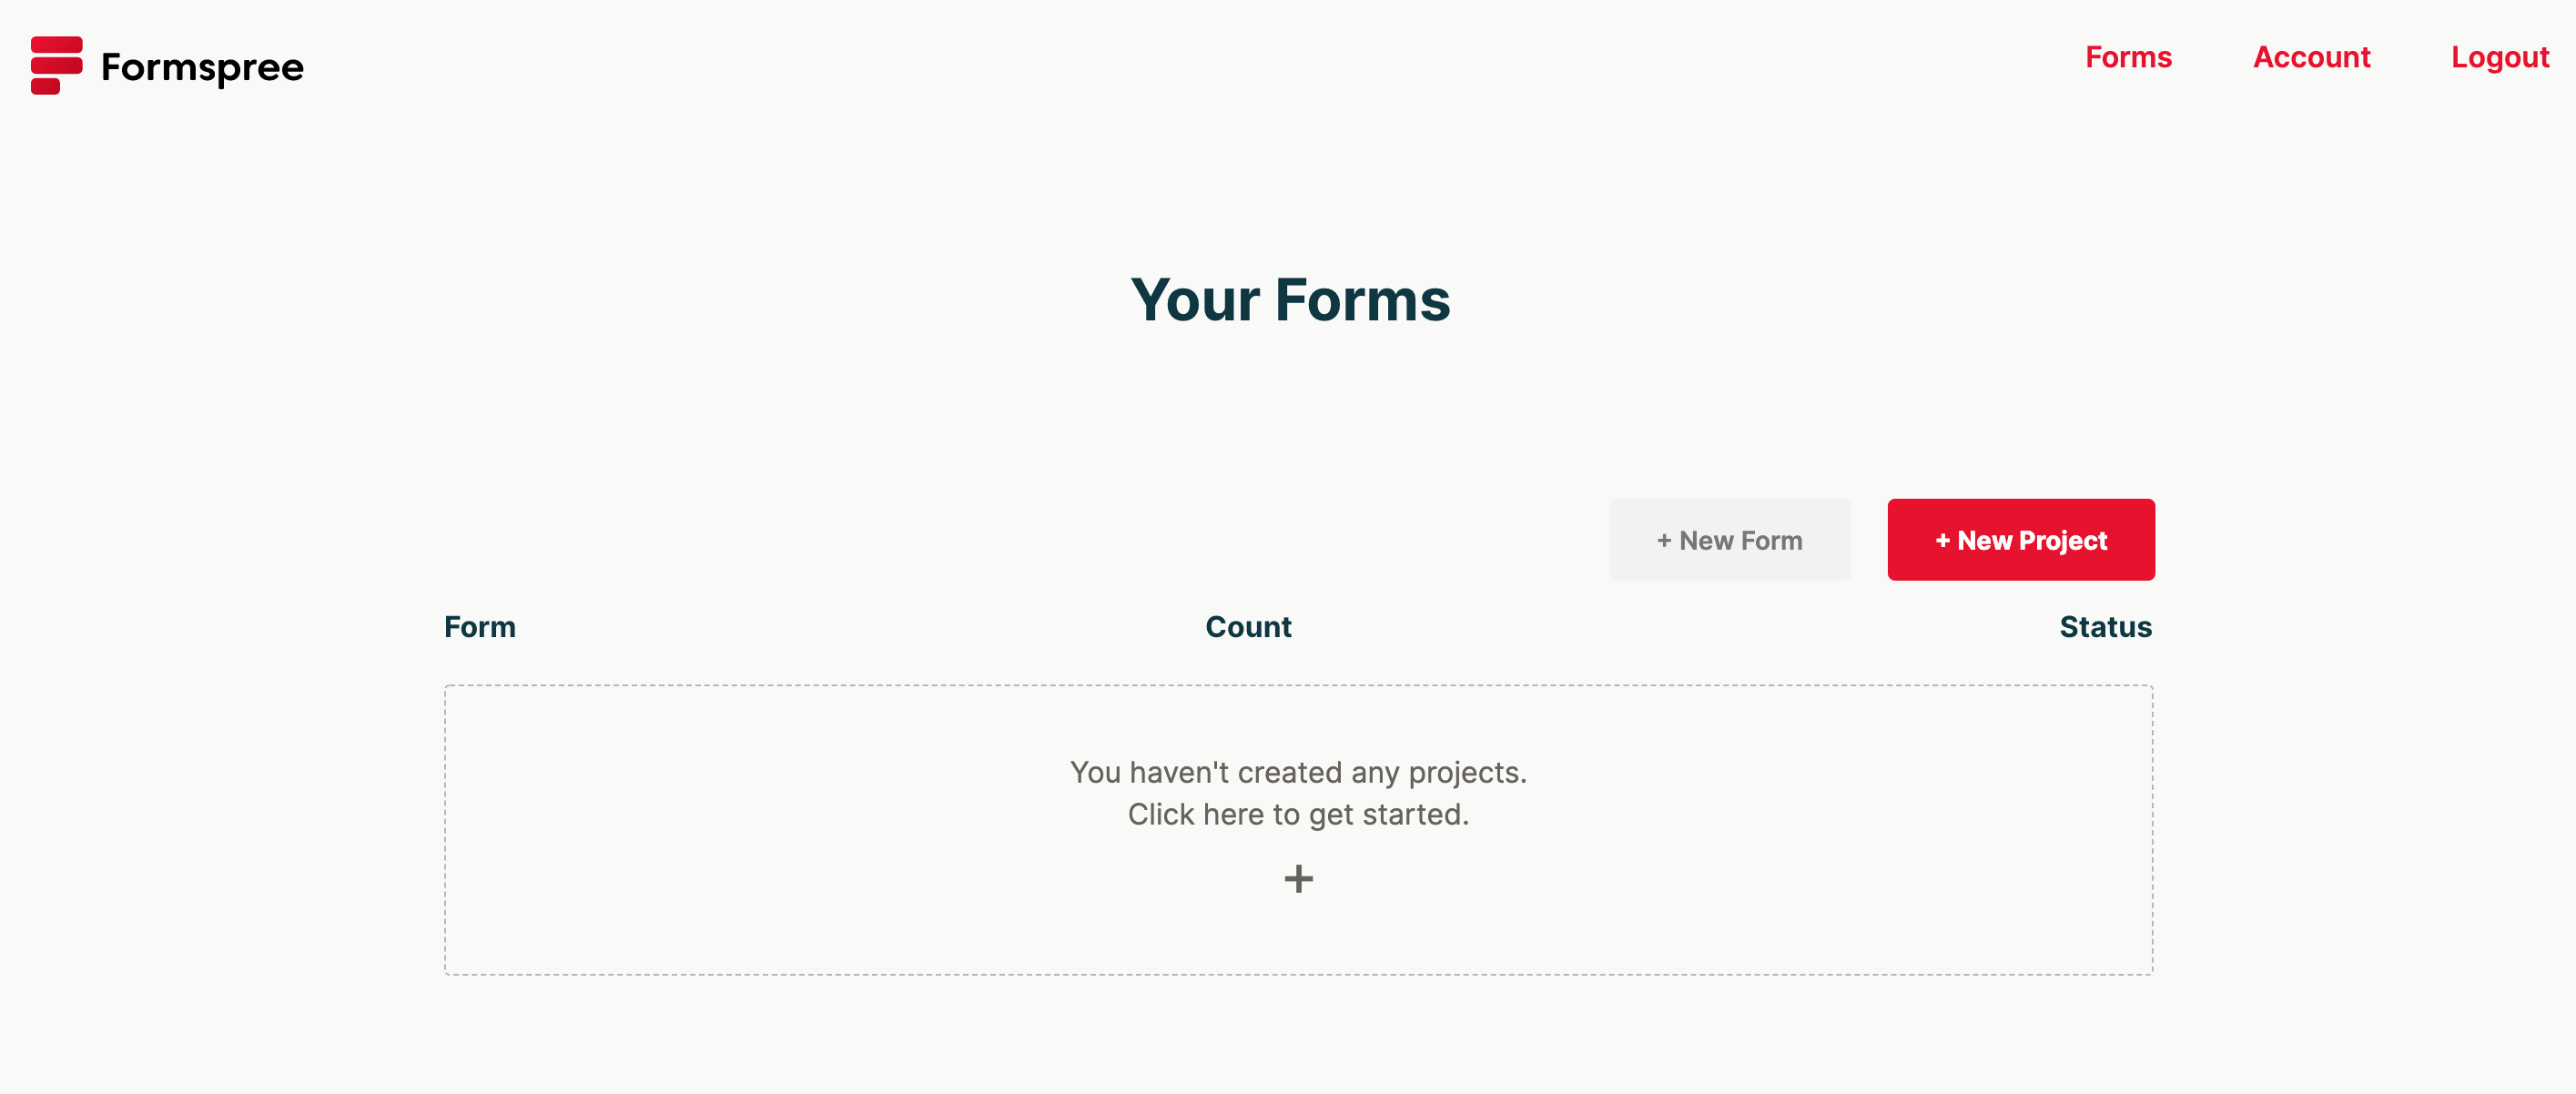 Formspree
Forms Account Logout
Your Forms
+ New Form + New Project
Form Count Status
You haven't created any projects.
Click here to get started.
+